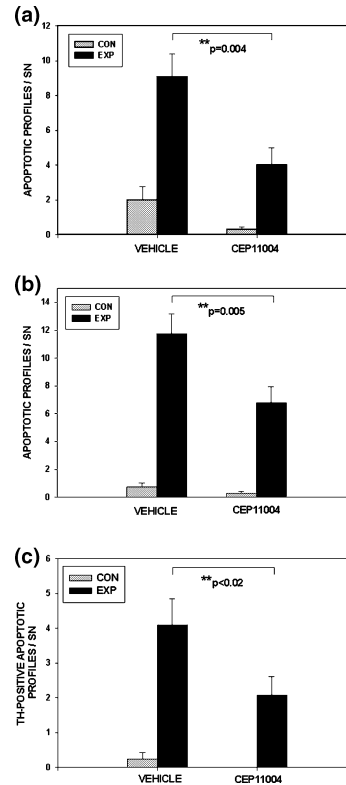 (a)
12
10
8
6
4
2
0
APOPTOTIC PROFILES / SN
CON
EXP
**p=0.004
VEHICLE
CEP11004
(b)
14
12
10
8
6
4
2
0
APOPTOTIC PROFILES / SN
CON
EXP
**p=0.005
VEHICLE
CEP11004
(c)
6
5
4
3
2
1
0
TH-POSITIVE APOPTOTIC
PROFILES / SN
CON
EXP
**p<0.02
VEHICLE
CEP11004